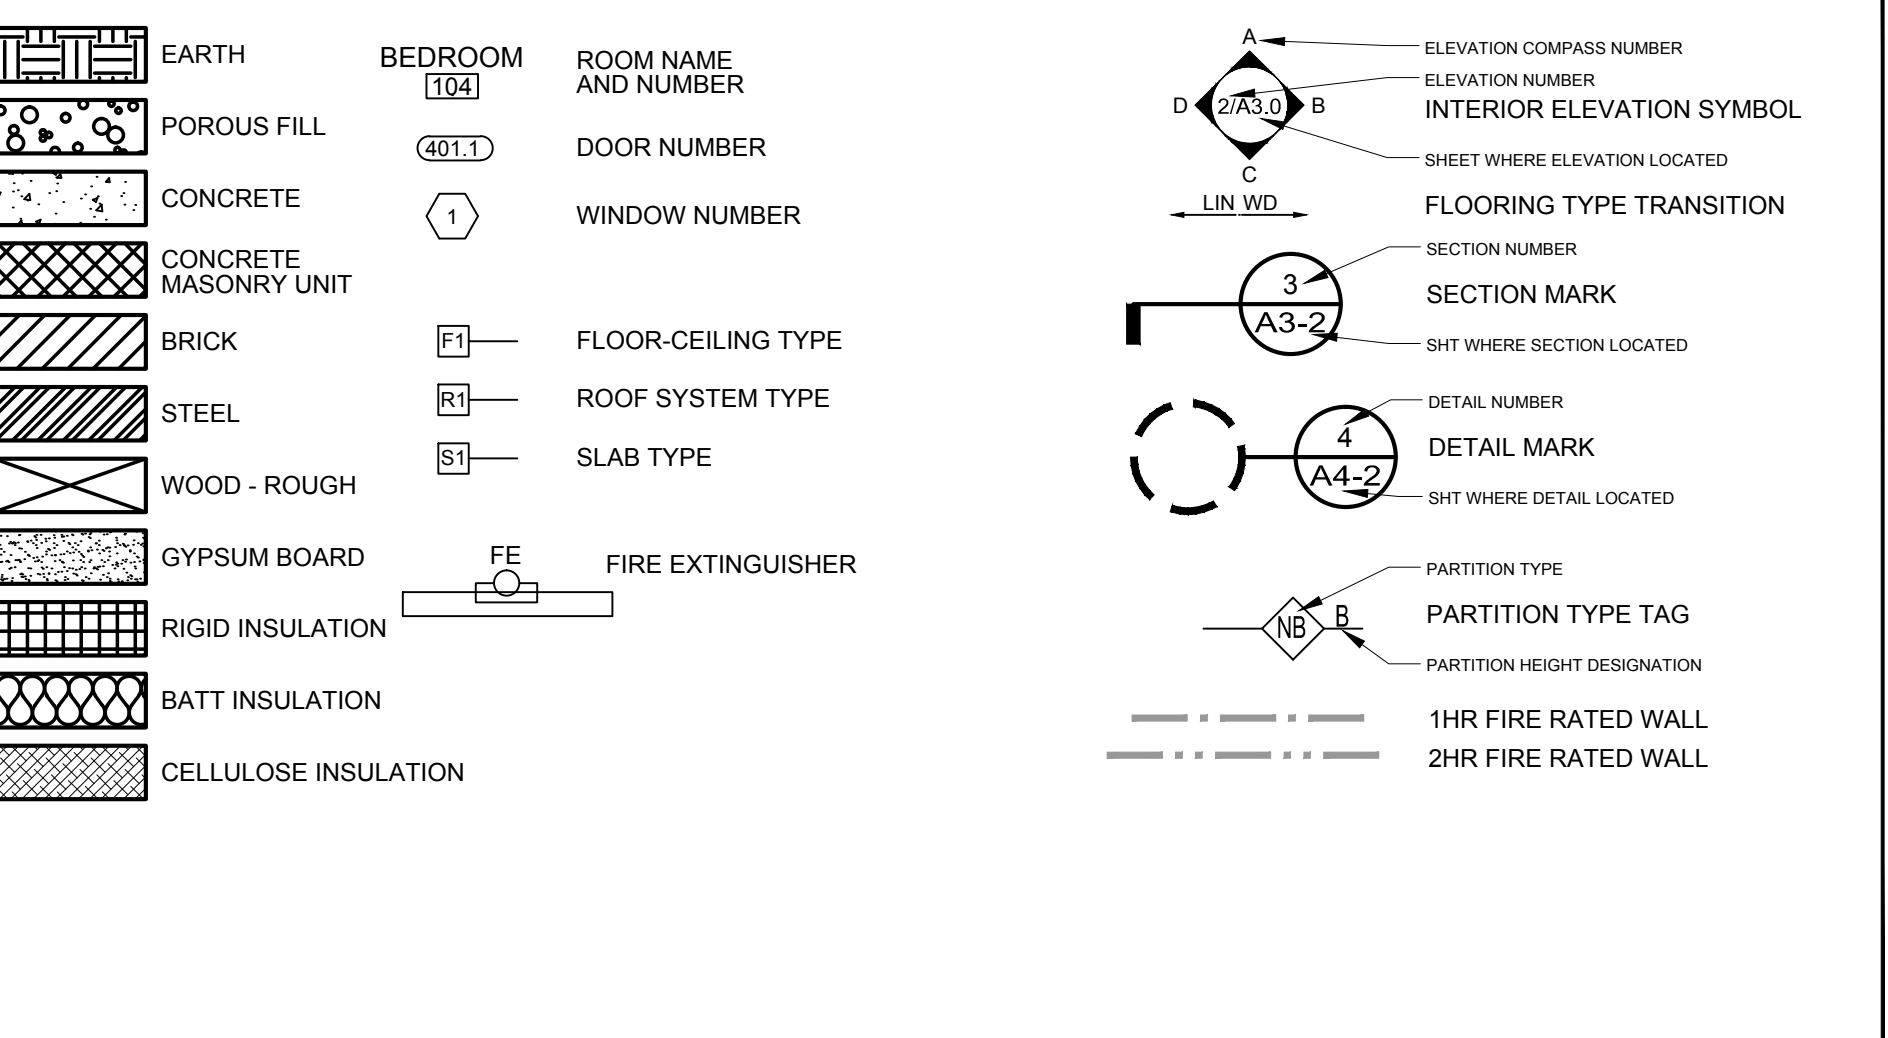 EARTH
POROUS FILL
CONCRETE
CONCRETE
MASONRY UNIT
BRICK
STEEL
WOOD - ROUGH
GYPSUM BOARD
RIGID INSULATION
BATT INSULATION
CELLULOSE INSULATION
BEDROOM
104
ROOM NAME
AND NUMBER
401.1
DOOR NUMBER
1
WINDOW NUMBER
F1
FLOOR-CEILING TYPE
R1
ROOF SYSTEM TYPE
S1
SLAB TYPE
FE
FIRE EXTINGUISHER
A
ELEVATION COMPASS NUMBER
ELEVATION NUMBER
D
2/A3.0
B
INTERIOR ELEVATION SYMBOL
SHEET WHERE ELEVATION LOCATED
C
LIN WD
FLOORING TYPE TRANSITION
SECTION NUMBER
3
SECTION MARK
A3-2
SHT WHERE SECTION LOCATED
DETAIL NUMBER
4
DETAIL MARK
A4-2
SHT WHERE DETAIL LOCATED
PARTITION TYPE
NB
B
PARTITION TYPE TAG
PARTITION HEIGHT DESIGNATION
1HR FIRE RATED WALL
2HR FIRE RATED WALL